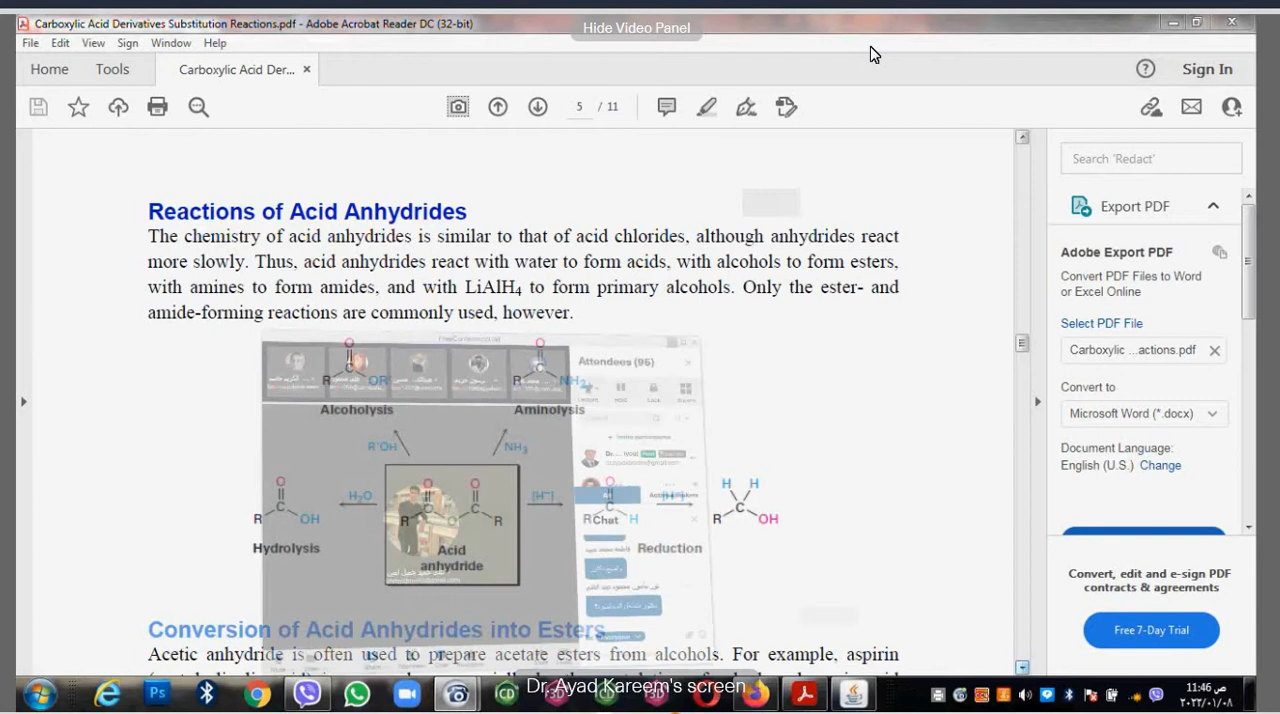 Carboxylic Acid Derivatives Substitution Reactions.pdf - Adobe Acrobat Reader DC (32-bit)
Hide Video Panel
File Edit View Sign Window Help
Home Tools Carboxylic Acid Der... × Sign In
5 / 11
Search 'Redact'
Export PDF
Adobe Export PDF
Convert PDF Files to Word
or Excel Online
Select PDF File
Carboxylic ...actions.pdf
Convert to
Microsoft Word (*.docx)
Document Language:
English (U.S.) Change
Convert, edit and e-sign PDF
contracts & agreements
Free 7-Day Trial
Reactions of Acid Anhydrides
The chemistry of acid anhydrides is similar to that of acid chlorides, although anhydrides react
more slowly. Thus, acid anhydrides react with water to form acids, with alcohols to form esters,
with amines to form amides, and with LiAlH4 to form primary alcohols. Only the ester- and
amide-forming reactions are commonly used, however.
Attendees (95)
O O
R OR R NH2
Alcoholysis Aminolysis
R'OH NH3
O O O O H H
H2O [H⁻] [H⁻]
R OH R O R R H R OH
Chat
Hydrolysis Acid Reduction
anhydride
Conversion of Acid Anhydrides into Esters
Acetic anhydride is often used to prepare acetate esters from alcohols. For example, aspirin
Dr. Ayad Kareem's screen
11:46 ص
٢٠٢٢/٠١/٠٨